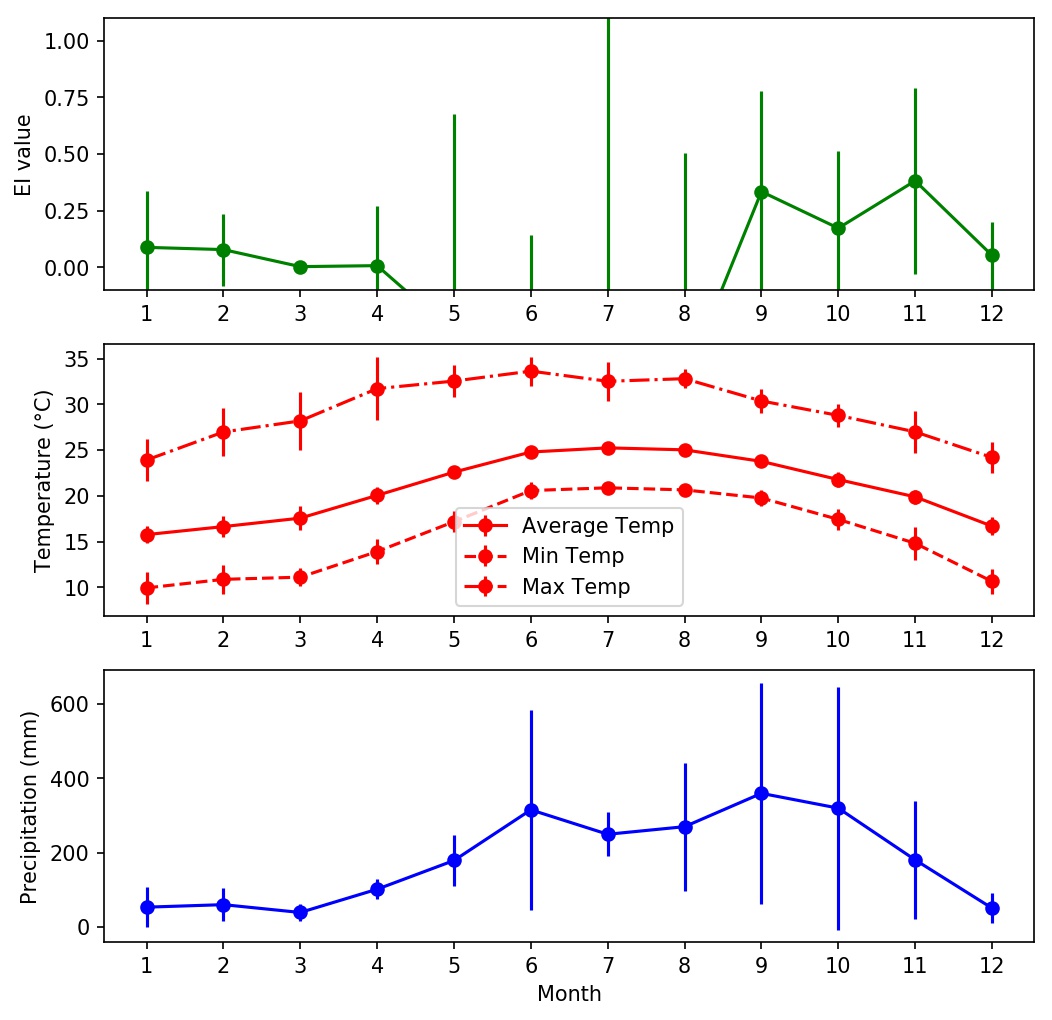 EI value
1.00
0.75
0.50
0.25
0.00
1 2 3 4 5 6 7 8 9 10 11 12
Temperature (°C)
35
30
25
20
15
10
Average Temp
Min Temp
Max Temp
1 2 3 4 5 6 7 8 9 10 11 12
Precipitation (mm)
600
400
200
0
1 2 3 4 5 6 7 8 9 10 11 12
Month